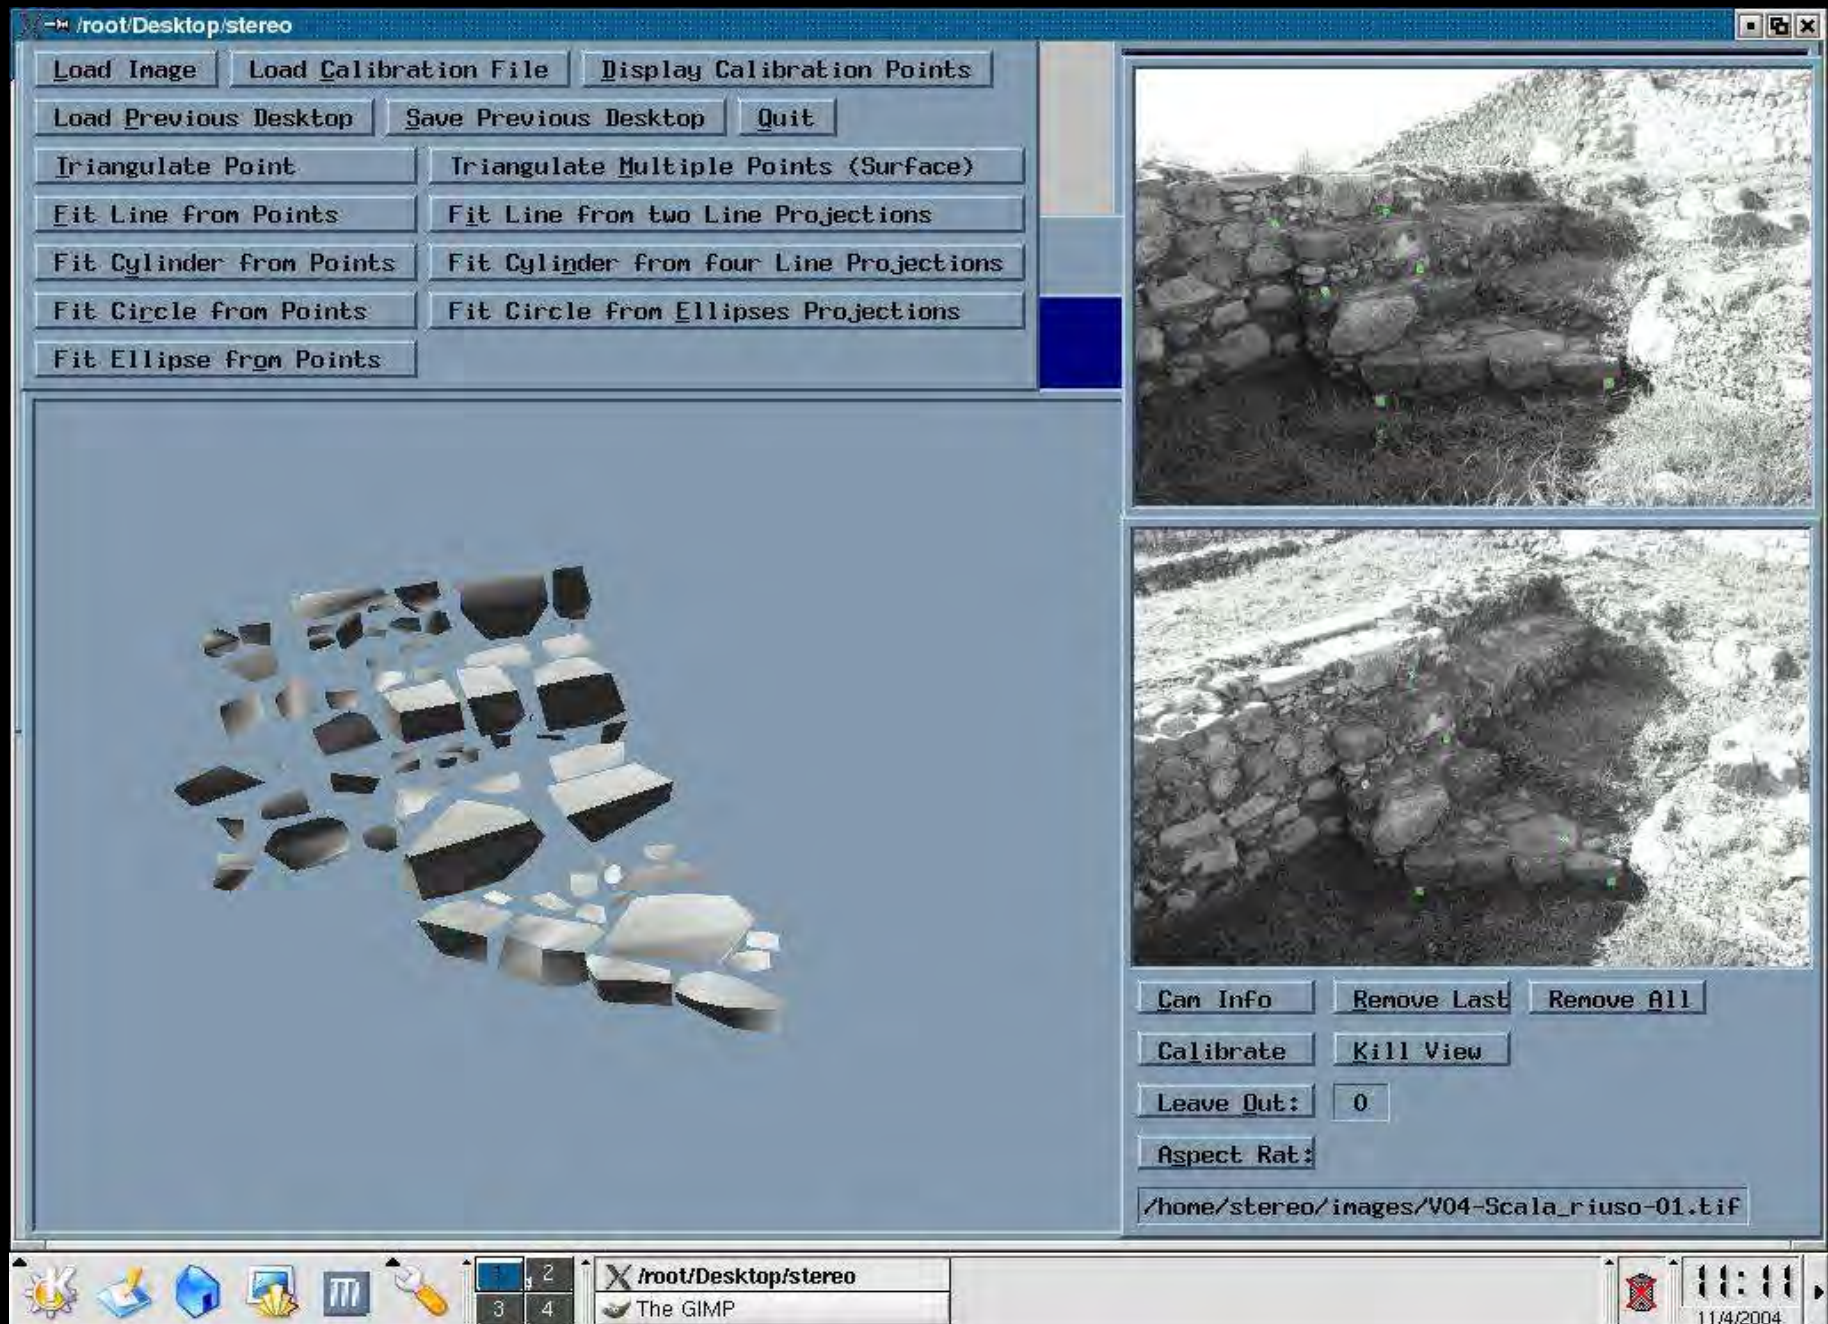 /root/Desktop/stereo
Load Image Load Calibration File Display Calibration Points
Load Previous Desktop Save Previous Desktop Quit
Triangulate Point Triangulate Multiple Points (Surface)
Fit Line from Points Fit Line from two Line Projections
Fit Cylinder from Points Fit Cylinder from four Line Projections
Fit Circle from Points Fit Circle from Ellipses Projections
Fit Ellipse from Points
Cam Info Remove Last Remove All
Calibrate Kill View
Leave Out: 0
Aspect Rat:
/home/stereo/images/V04-Scala_riuso-01.tif
1 2 /root/Desktop/stereo 11:11
3 4 The GIMP 11/4/2004